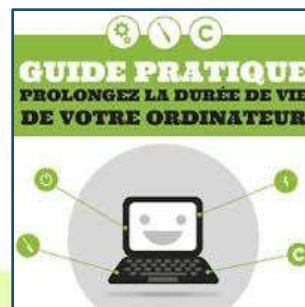 C
GUIDE PRATIQUE
PROLONGEZ LA DURÉE DE VIE
DE VOTRE ORDINATEUR
C